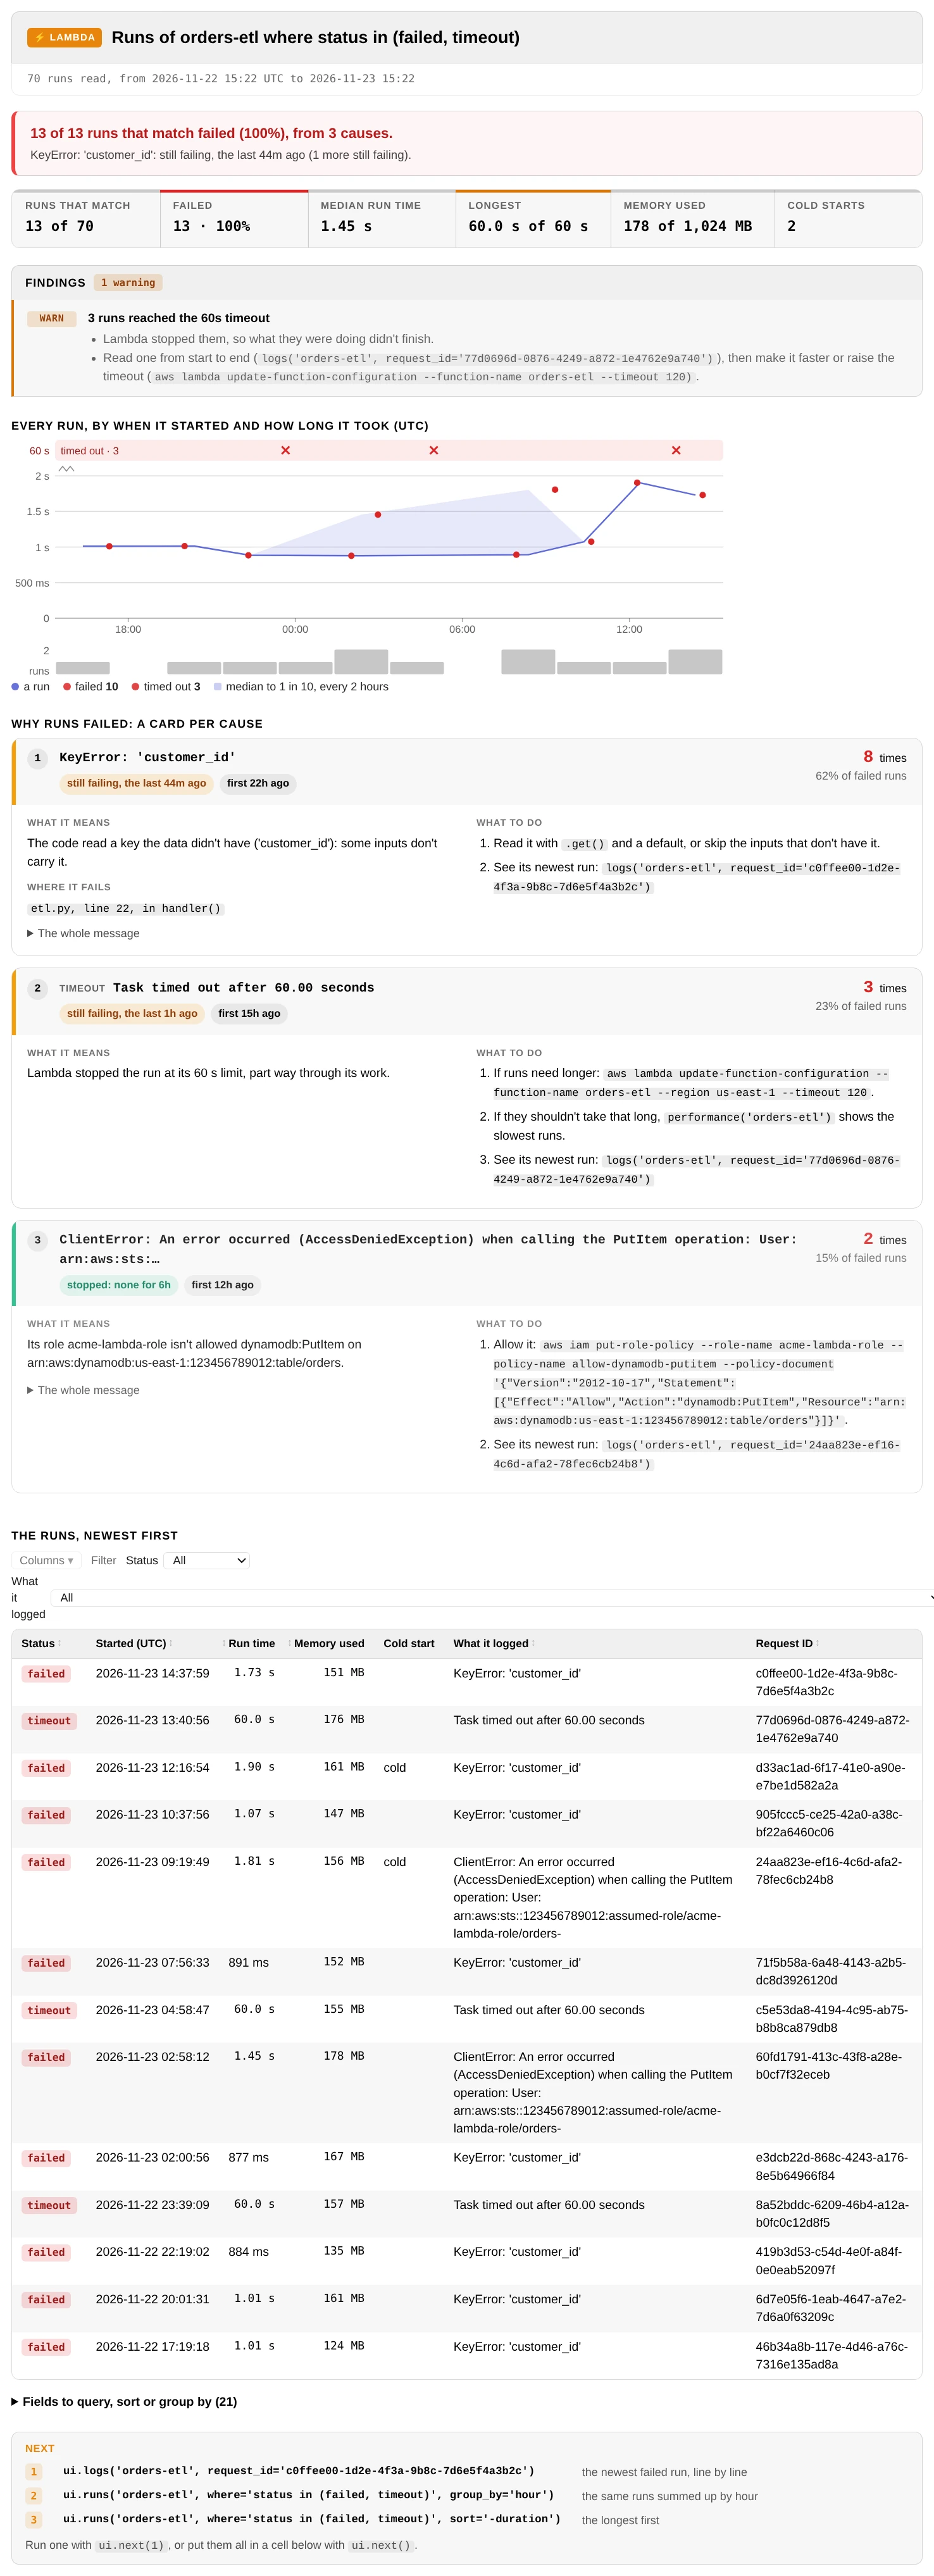 ⚡ LAMBDA Runs of orders-etl where status in (failed, timeout)
70 runs read, from 2026-11-22 15:22 UTC to 2026-11-23 15:22
13 of 13 runs that match failed (100%), from 3 causes.
KeyError: 'customer_id': still failing, the last 44m ago (1 more still failing).
RUNS THAT MATCH
13 of 70
FAILED
13 · 100%
MEDIAN RUN TIME
1.45 s
LONGEST
60.0 s of 60 s
MEMORY USED
178 of 1,024 MB
COLD STARTS
2
FINDINGS 1 warning
WARN 3 runs reached the 60s timeout
• Lambda stopped them, so what they were doing didn't finish.
• Read one from start to end (logs('orders-etl', request_id='77d0696d-0876-4249-a872-1e4762e9a740')), then make it faster or raise the
timeout (aws lambda update-function-configuration --function-name orders-etl --timeout 120).
EVERY RUN, BY WHEN IT STARTED AND HOW LONG IT TOOK (UTC)
60 s timed out · 3
2 s
1.5 s
1 s
500 ms
0
18:00 00:00 06:00 12:00
2
runs
a run failed 10 timed out 3 median to 1 in 10, every 2 hours
WHY RUNS FAILED: A CARD PER CAUSE
1 KeyError: 'customer_id' 8 times
still failing, the last 44m ago first 22h ago 62% of failed runs
WHAT IT MEANS
The code read a key the data didn't have ('customer_id'): some inputs don't
carry it.
WHERE IT FAILS
etl.py, line 22, in handler()
▶ The whole message
WHAT TO DO
1. Read it with .get() and a default, or skip the inputs that don't have it.
2. See its newest run: logs('orders-etl', request_id='c0ffee00-1d2e-
4f3a-9b8c-7d6e5f4a3b2c')
2 TIMEOUT Task timed out after 60.00 seconds 3 times
still failing, the last 1h ago first 15h ago 23% of failed runs
WHAT IT MEANS
Lambda stopped the run at its 60 s limit, part way through its work.
WHAT TO DO
1. If runs need longer: aws lambda update-function-configuration --
function-name orders-etl --region us-east-1 --timeout 120.
2. If they shouldn't take that long, performance('orders-etl') shows the
slowest runs.
3. See its newest run: logs('orders-etl', request_id='77d0696d-0876-
4249-a872-1e4762e9a740')
3 ClientError: An error occurred (AccessDeniedException) when calling the PutItem operation: User: 2 times
arn:aws:sts:… 15% of failed runs
stopped: none for 6h first 12h ago
WHAT IT MEANS
Its role acme-lambda-role isn't allowed dynamodb:PutItem on
arn:aws:dynamodb:us-east-1:123456789012:table/orders.
▶ The whole message
WHAT TO DO
1. Allow it: aws iam put-role-policy --role-name acme-lambda-role --
policy-name allow-dynamodb-putitem --policy-document
'{"Version":"2012-10-17","Statement":
[{"Effect":"Allow","Action":"dynamodb:PutItem","Resource":"arn:
aws:dynamodb:us-east-1:123456789012:table/orders"}]}'.
2. See its newest run: logs('orders-etl', request_id='24aa823e-ef16-
4c6d-afa2-78fec6cb24b8')
THE RUNS, NEWEST FIRST
Columns ▾ Filter Status All
What
it
logged
All
Status Started (UTC) Run time Memory used Cold start What it logged Request ID
failed 2026-11-23 14:37:59 1.73 s 151 MB KeyError: 'customer_id' c0ffee00-1d2e-4f3a-9b8c-
7d6e5f4a3b2c
timeout 2026-11-23 13:40:56 60.0 s 176 MB Task timed out after 60.00 seconds 77d0696d-0876-4249-a872-
1e4762e9a740
failed 2026-11-23 12:16:54 1.90 s 161 MB cold KeyError: 'customer_id' d33ac1ad-6f17-41e0-a90e-
e7be1d582a2a
failed 2026-11-23 10:37:56 1.07 s 147 MB KeyError: 'customer_id' 905fccc5-ce25-42a0-a38c-
bf22a6460c06
failed 2026-11-23 09:19:49 1.81 s 156 MB cold ClientError: An error occurred 24aa823e-ef16-4c6d-afa2-
(AccessDeniedException) when calling the PutItem 78fec6cb24b8
operation: User:
arn:aws:sts::123456789012:assumed-role/acme-
lambda-role/orders-
failed 2026-11-23 07:56:33 891 ms 152 MB KeyError: 'customer_id' 71f5b58a-6a48-4143-a2b5-
dc8d3926120d
timeout 2026-11-23 04:58:47 60.0 s 155 MB Task timed out after 60.00 seconds c5e53da8-4194-4c95-ab75-
b8b8ca879db8
failed 2026-11-23 02:58:12 1.45 s 178 MB ClientError: An error occurred 60fd1791-413c-43f8-a28e-
(AccessDeniedException) when calling the PutItem b0cf7f32eceb
operation: User:
arn:aws:sts::123456789012:assumed-role/acme-
lambda-role/orders-
failed 2026-11-23 02:00:56 877 ms 167 MB KeyError: 'customer_id' e3dcb22d-868c-4243-a176-
8e5b64966f84
timeout 2026-11-22 23:39:09 60.0 s 157 MB Task timed out after 60.00 seconds 8a52bddc-6209-46b4-a12a-
b0fc0c12d8f5
failed 2026-11-22 22:19:02 884 ms 135 MB KeyError: 'customer_id' 419b3d53-c54d-4e0f-a84f-
0e0eab52097f
failed 2026-11-22 20:01:31 1.01 s 161 MB KeyError: 'customer_id' 6d7e05f6-1eab-4647-a7e2-
7d6a0f63209c
failed 2026-11-22 17:19:18 1.01 s 124 MB KeyError: 'customer_id' 46b34a8b-117e-4d46-a76c-
7316e135ad8a
▶ Fields to query, sort or group by (21)
NEXT
1 ui.logs('orders-etl', request_id='c0ffee00-1d2e-4f3a-9b8c-7d6e5f4a3b2c') the newest failed run, line by line
2 ui.runs('orders-etl', where='status in (failed, timeout)', group_by='hour') the same runs summed up by hour
3 ui.runs('orders-etl', where='status in (failed, timeout)', sort='-duration') the longest first
Run one with ui.next(1), or put them all in a cell below with ui.next().